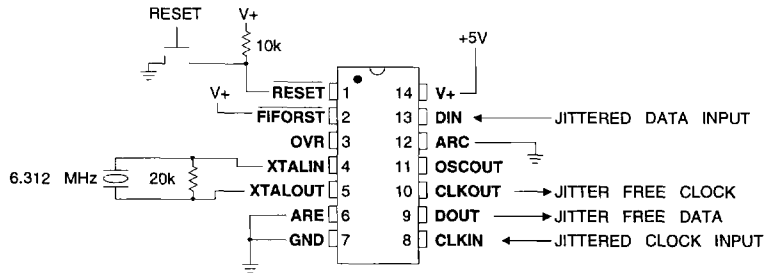 RESET
V+
10k
+5V
RESET 1 14 V+
V+
FIFORST 2 13 DIN JITTERED DATA INPUT
OVR 3 12 ARC
XTALIN 4 11 OSCOUT
6.312 MHz 20k
XTALOUT 5 10 CLKOUT JITTER FREE CLOCK
ARE 6 9 DOUT JITTER FREE DATA
GND 7 8 CLKIN JITTERED CLOCK INPUT